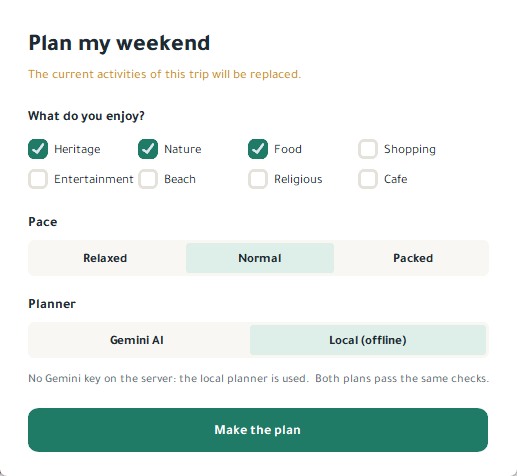 Plan my weekend
The current activities of this trip will be replaced.
What do you enjoy?
Heritage Nature Food Shopping
Entertainment Beach Religious Cafe
Pace
Relaxed Normal Packed
Planner
Gemini AI Local (offline)
No Gemini key on the server: the local planner is used. Both plans pass the same checks.
Make the plan